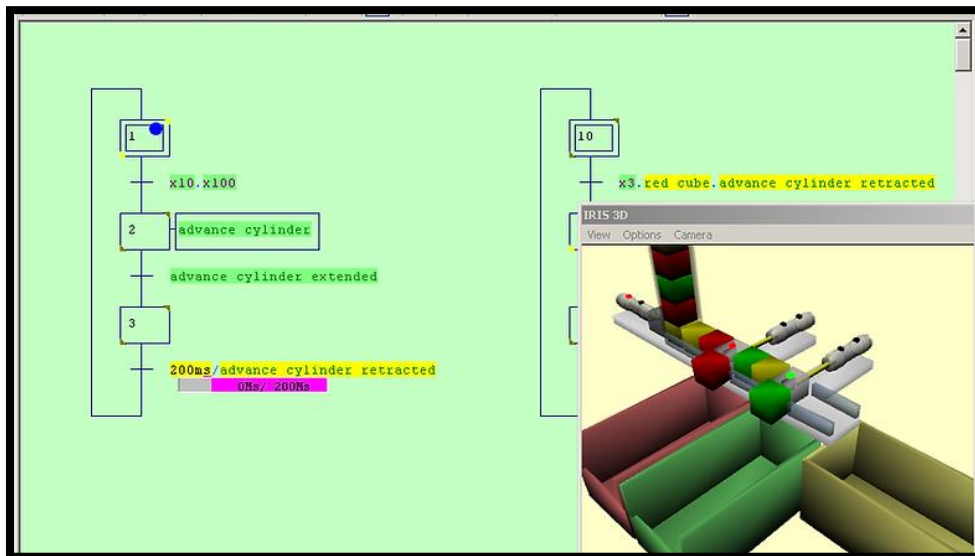 1
10
x10.x100
x3.red cube.advance cylinder retracted
2
advance cylinder
IRIS 3D
View Options Camera
advance cylinder extended
3
200ms/advance cylinder retracted
0Ms/ 200Ms